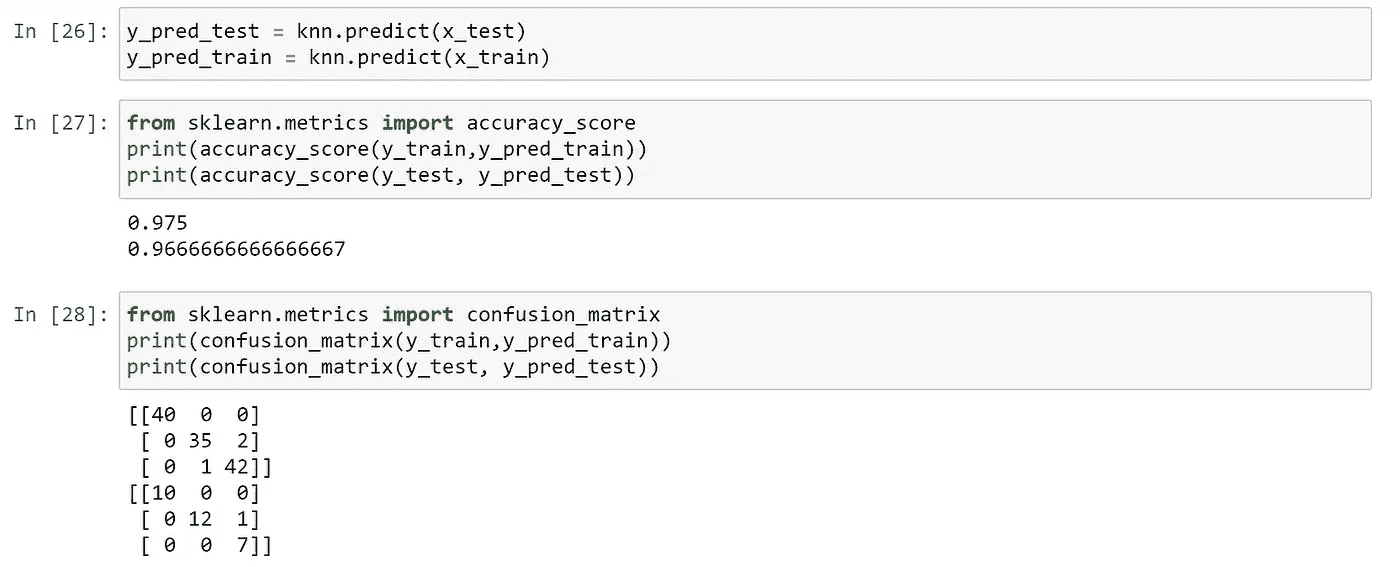 In [26]: y_pred_test = knn.predict(x_test)
y_pred_train = knn.predict(x_train)
In [27]: from sklearn.metrics import accuracy_score
print(accuracy_score(y_train,y_pred_train))
print(accuracy_score(y_test, y_pred_test))
0.975
0.9666666666666667
In [28]: from sklearn.metrics import confusion_matrix
print(confusion_matrix(y_train,y_pred_train))
print(confusion_matrix(y_test, y_pred_test))
[[40  0  0]
 [ 0 35  2]
 [ 0  1 42]]
[[10  0  0]
 [ 0 12  1]
 [ 0  0  7]]